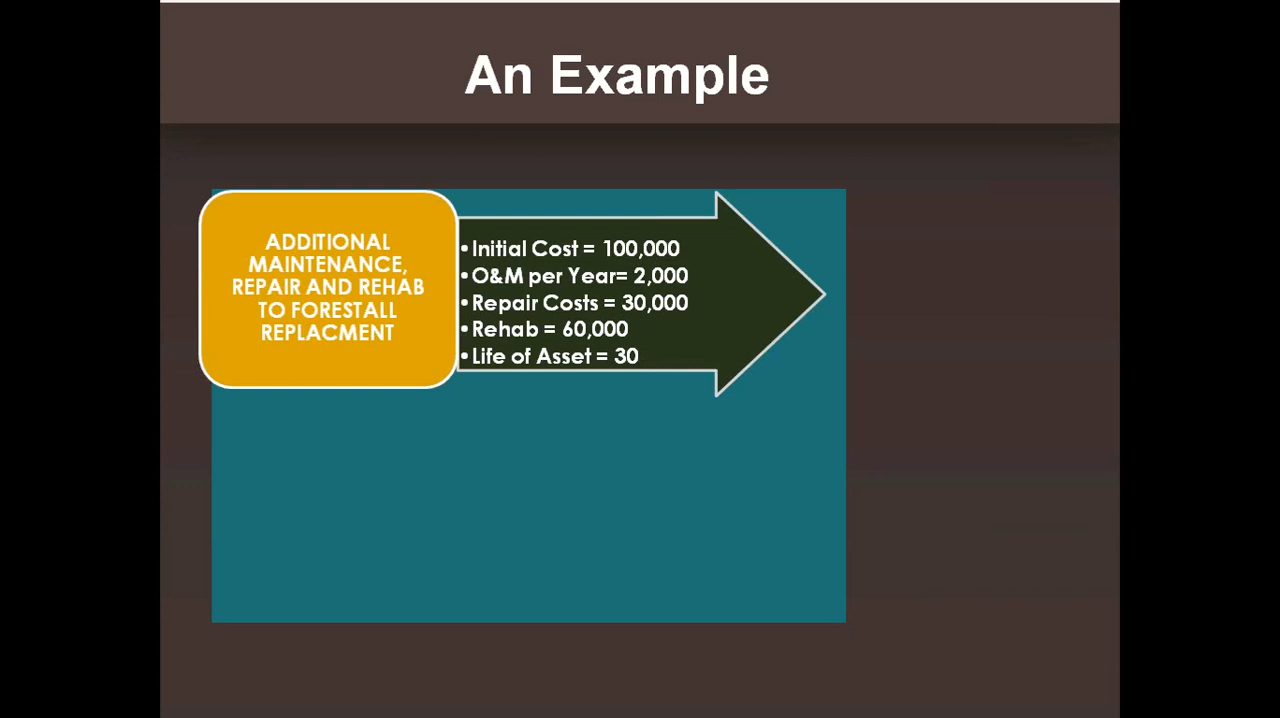 An Example
ADDITIONAL
MAINTENANCE,
REPAIR AND REHAB
TO FORESTALL
REPLACMENT
•Initial Cost = 100,000
•O&M per Year= 2,000
•Repair Costs = 30,000
•Rehab = 60,000
•Life of Asset = 30